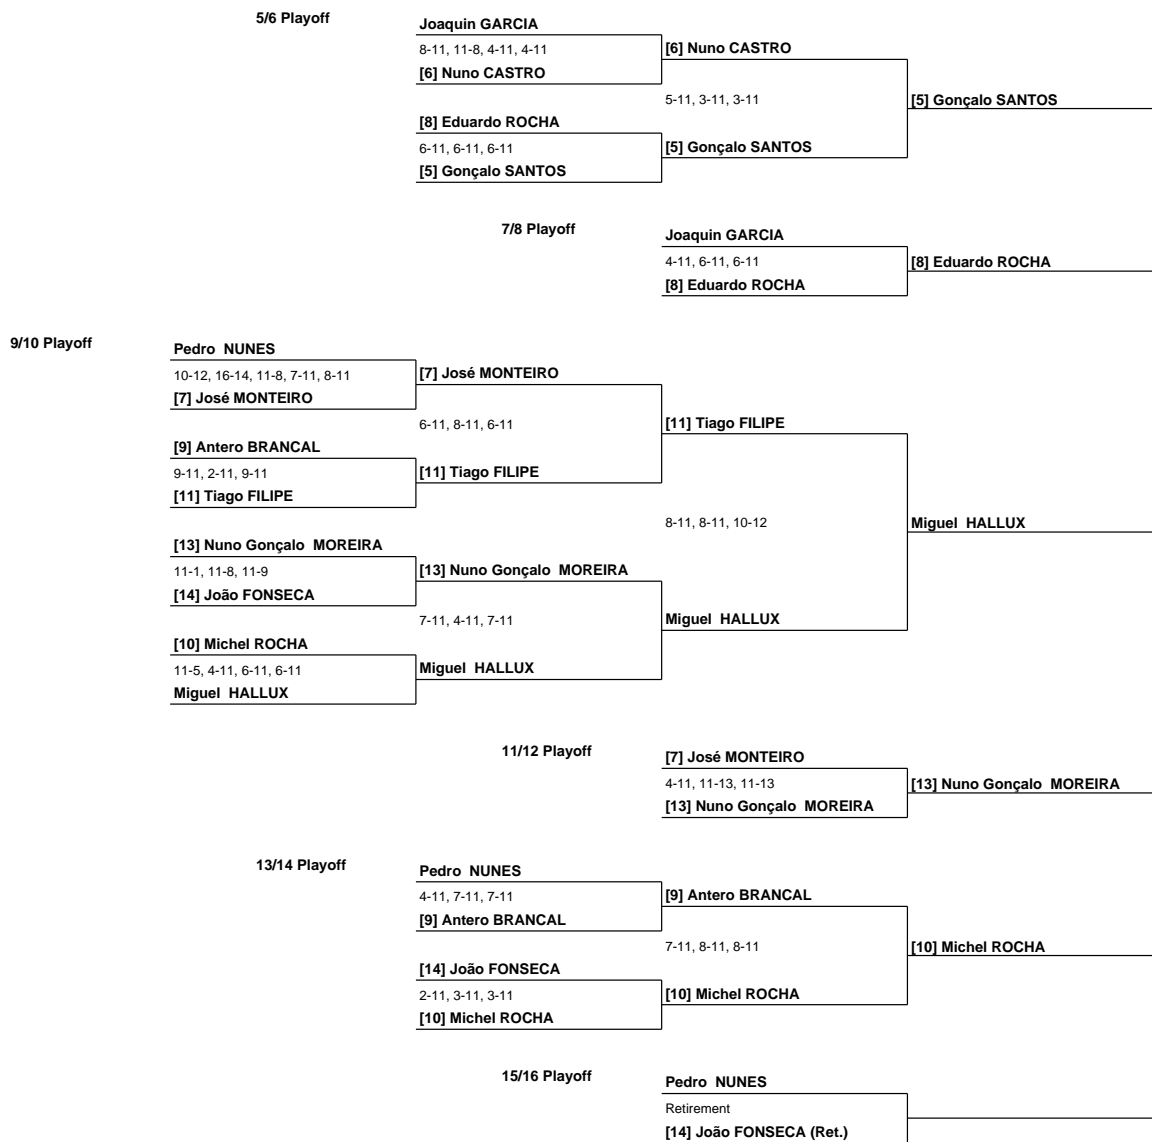 5/6 Playoff
Joaquin GARCIA
8-11, 11-8, 4-11, 4-11
[6] Nuno CASTRO
[6] Nuno CASTRO
5-11, 3-11, 3-11
[5] Gonçalo SANTOS
[8] Eduardo ROCHA
6-11, 6-11, 6-11
[5] Gonçalo SANTOS
[5] Gonçalo SANTOS
7/8 Playoff
Joaquin GARCIA
4-11, 6-11, 6-11
[8] Eduardo ROCHA
[8] Eduardo ROCHA
9/10 Playoff
Pedro NUNES
10-12, 16-14, 11-8, 7-11, 8-11
[7] José MONTEIRO
[7] José MONTEIRO
6-11, 8-11, 6-11
[11] Tiago FILIPE
[9] Antero BRANCAL
9-11, 2-11, 9-11
[11] Tiago FILIPE
[11] Tiago FILIPE
8-11, 8-11, 10-12
Miguel HALLUX
[13] Nuno Gonçalo MOREIRA
11-1, 11-8, 11-9
[13] Nuno Gonçalo MOREIRA
[14] João FONSECA
7-11, 4-11, 7-11
Miguel HALLUX
[10] Michel ROCHA
11-5, 4-11, 6-11, 6-11
Miguel HALLUX
Miguel HALLUX
11/12 Playoff
[7] José MONTEIRO
4-11, 11-13, 11-13
[13] Nuno Gonçalo MOREIRA
[13] Nuno Gonçalo MOREIRA
13/14 Playoff
Pedro NUNES
4-11, 7-11, 7-11
[9] Antero BRANCAL
[9] Antero BRANCAL
7-11, 8-11, 8-11
[10] Michel ROCHA
[14] João FONSECA
2-11, 3-11, 3-11
[10] Michel ROCHA
[10] Michel ROCHA
15/16 Playoff
Pedro NUNES
Retirement
[14] João FONSECA (Ret.)